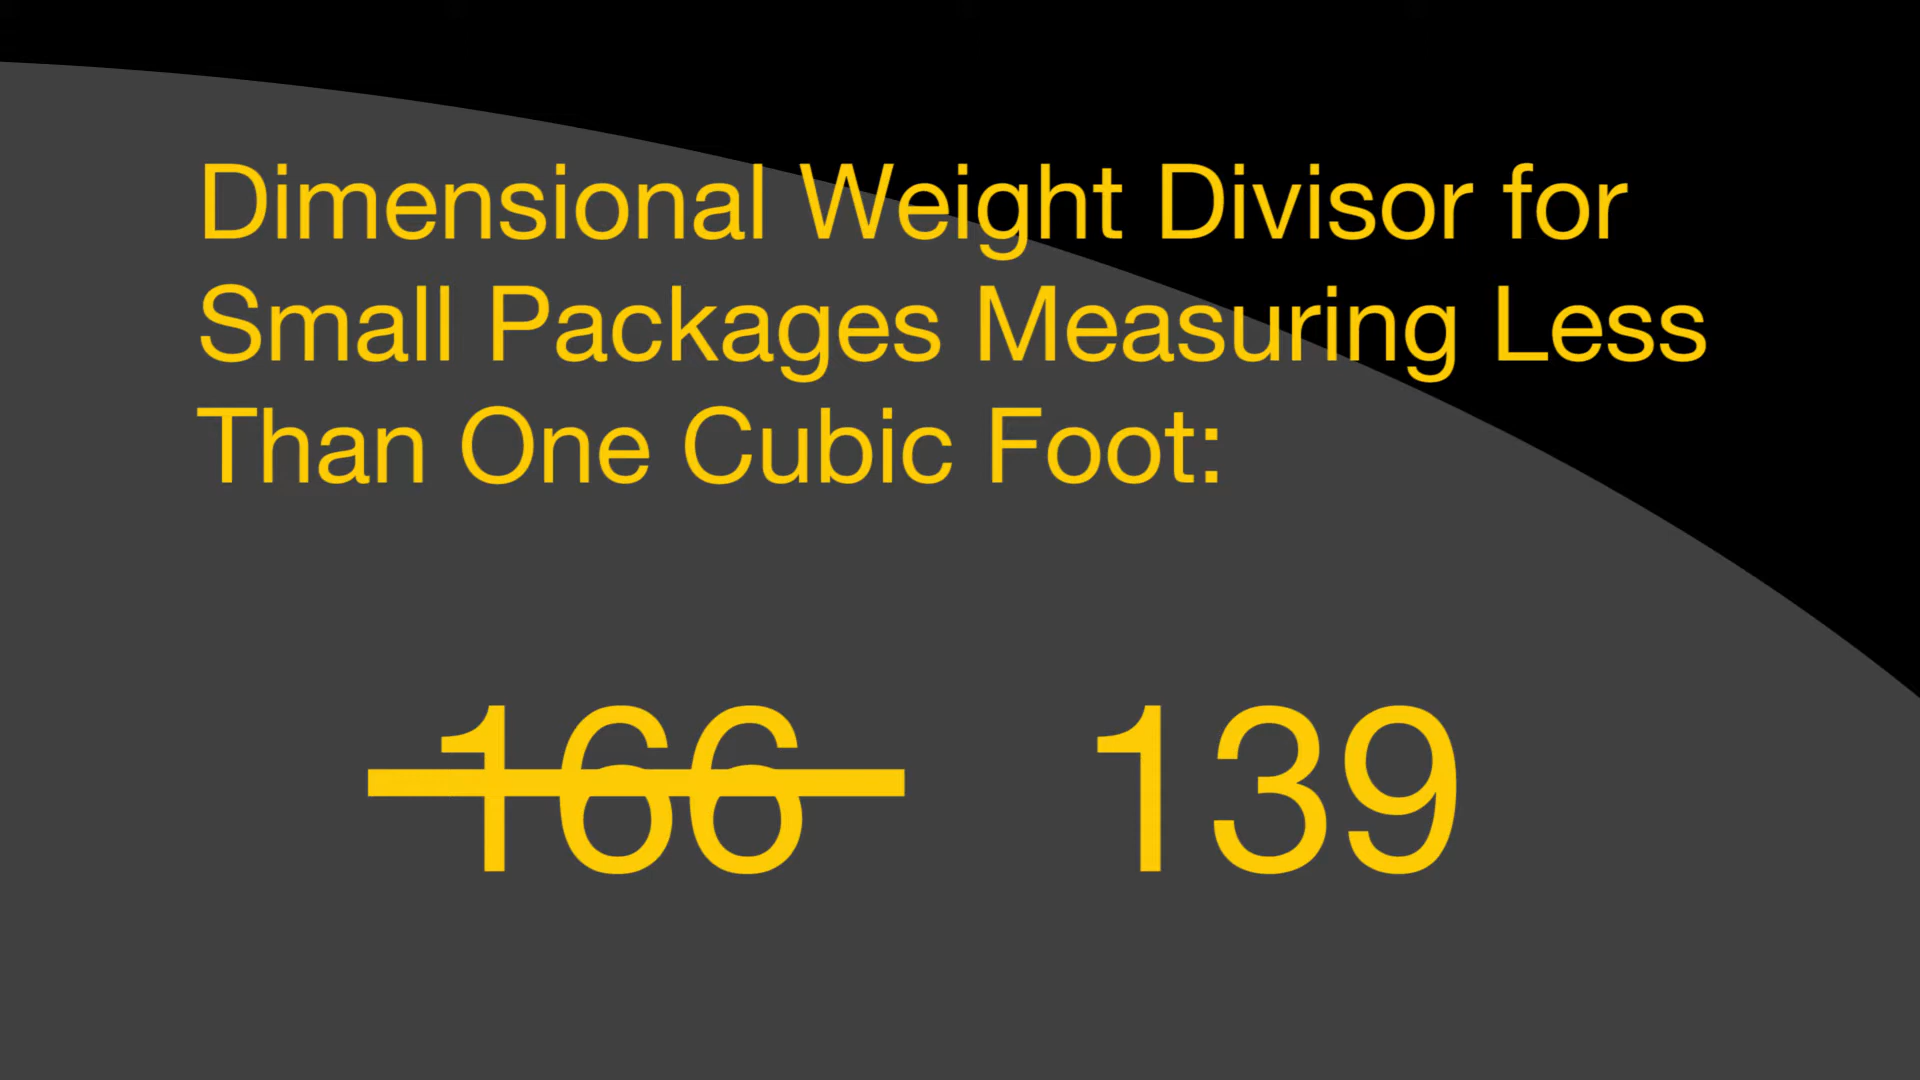 Dimensional Weight Divisor for
Small Packages Measuring Less
Than One Cubic Foot:
166 139